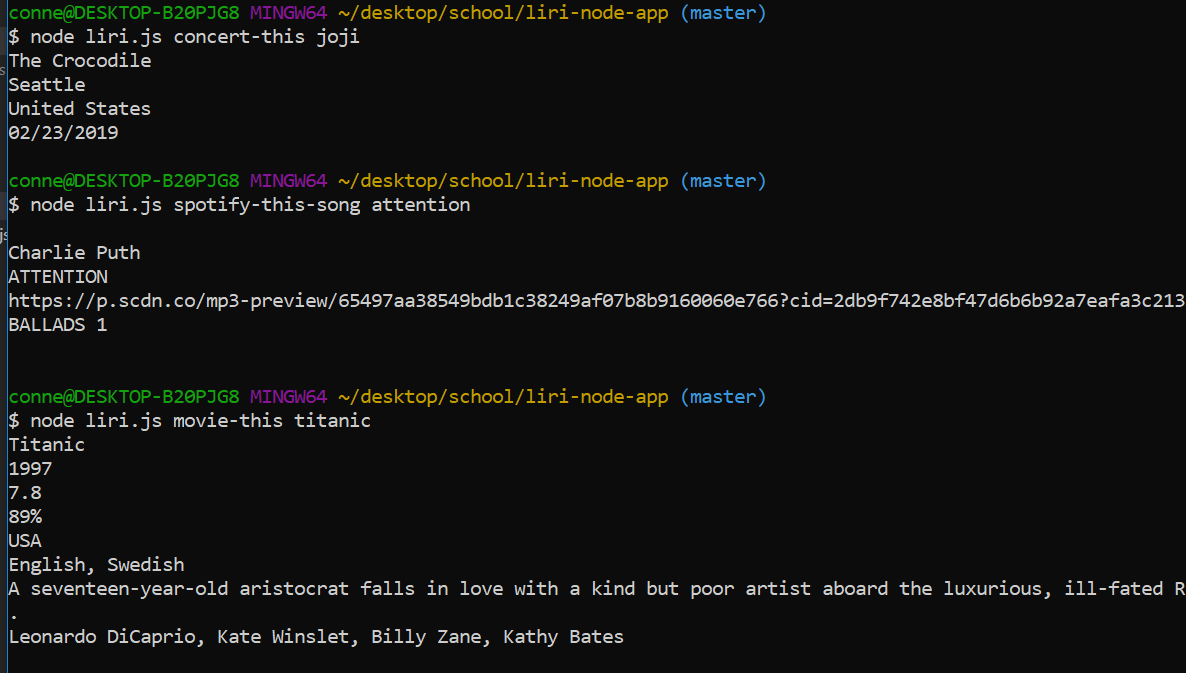 conne@DESKTOP-B20PJG8 MINGW64 ~/desktop/school/liri-node-app (master)
$ node liri.js concert-this joji
The Crocodile
Seattle
United States
02/23/2019
conne@DESKTOP-B20PJG8 MINGW64 ~/desktop/school/liri-node-app (master)
$ node liri.js spotify-this-song attention
Charlie Puth
ATTENTION
https://p.scdn.co/mp3-preview/65497aa38549bdb1c38249af07b8b9160060e766?cid=2db9f742e8bf47d6b6b92a7eafa3c213
BALLADS 1
conne@DESKTOP-B20PJG8 MINGW64 ~/desktop/school/liri-node-app (master)
$ node liri.js movie-this titanic
Titanic
1997
7.8
89%
USA
English, Swedish
A seventeen-year-old aristocrat falls in love with a kind but poor artist aboard the luxurious, ill-fated R
.
Leonardo DiCaprio, Kate Winslet, Billy Zane, Kathy Bates